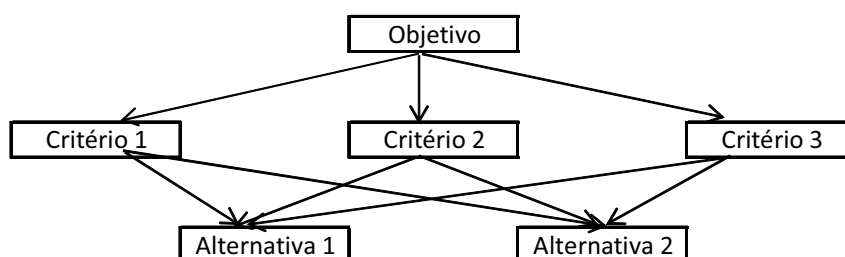 Objetivo
Critério 1 Critério 2 Critério 3
Alternativa 1 Alternativa 2